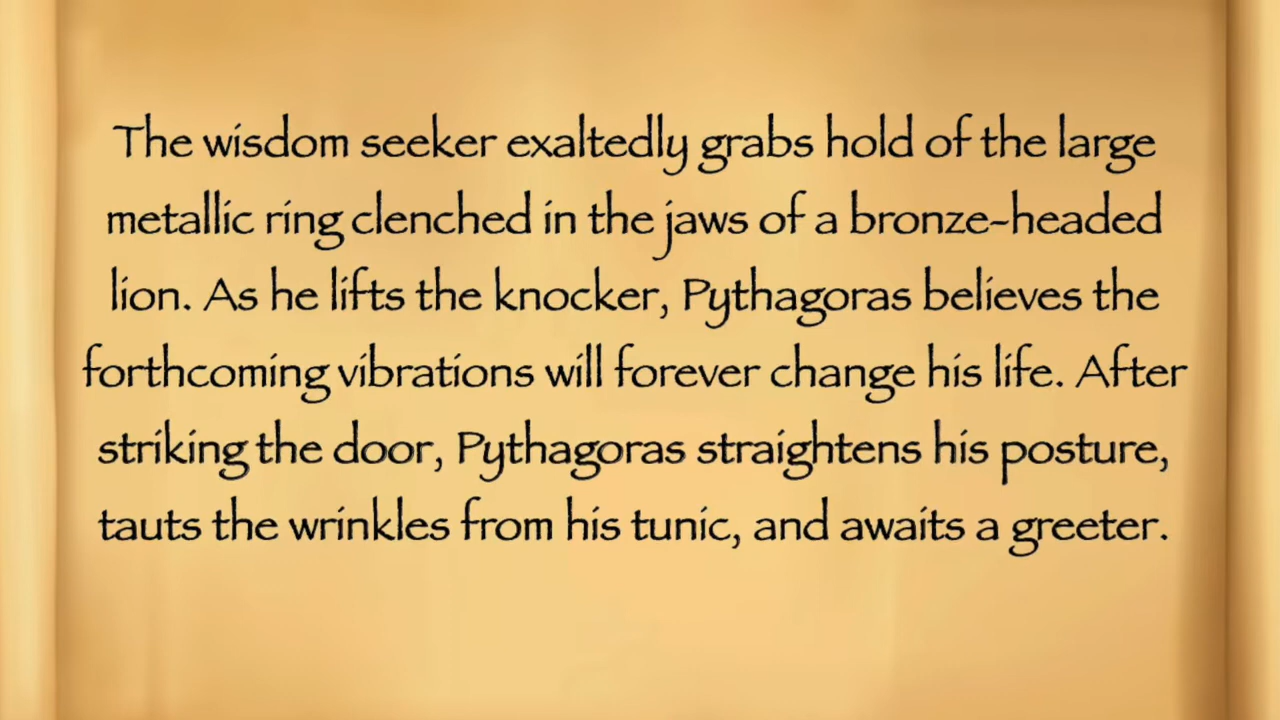 The wisdom seeker exaltedly grabs hold of the large
metallic ring clenched in the jaws of a bronze-headed
lion. As he lifts the knocker, Pythagoras believes the
forthcoming vibrations will forever change his life. After
striking the door, Pythagoras straightens his posture,
tauts the wrinkles from his tunic, and awaits a greeter.